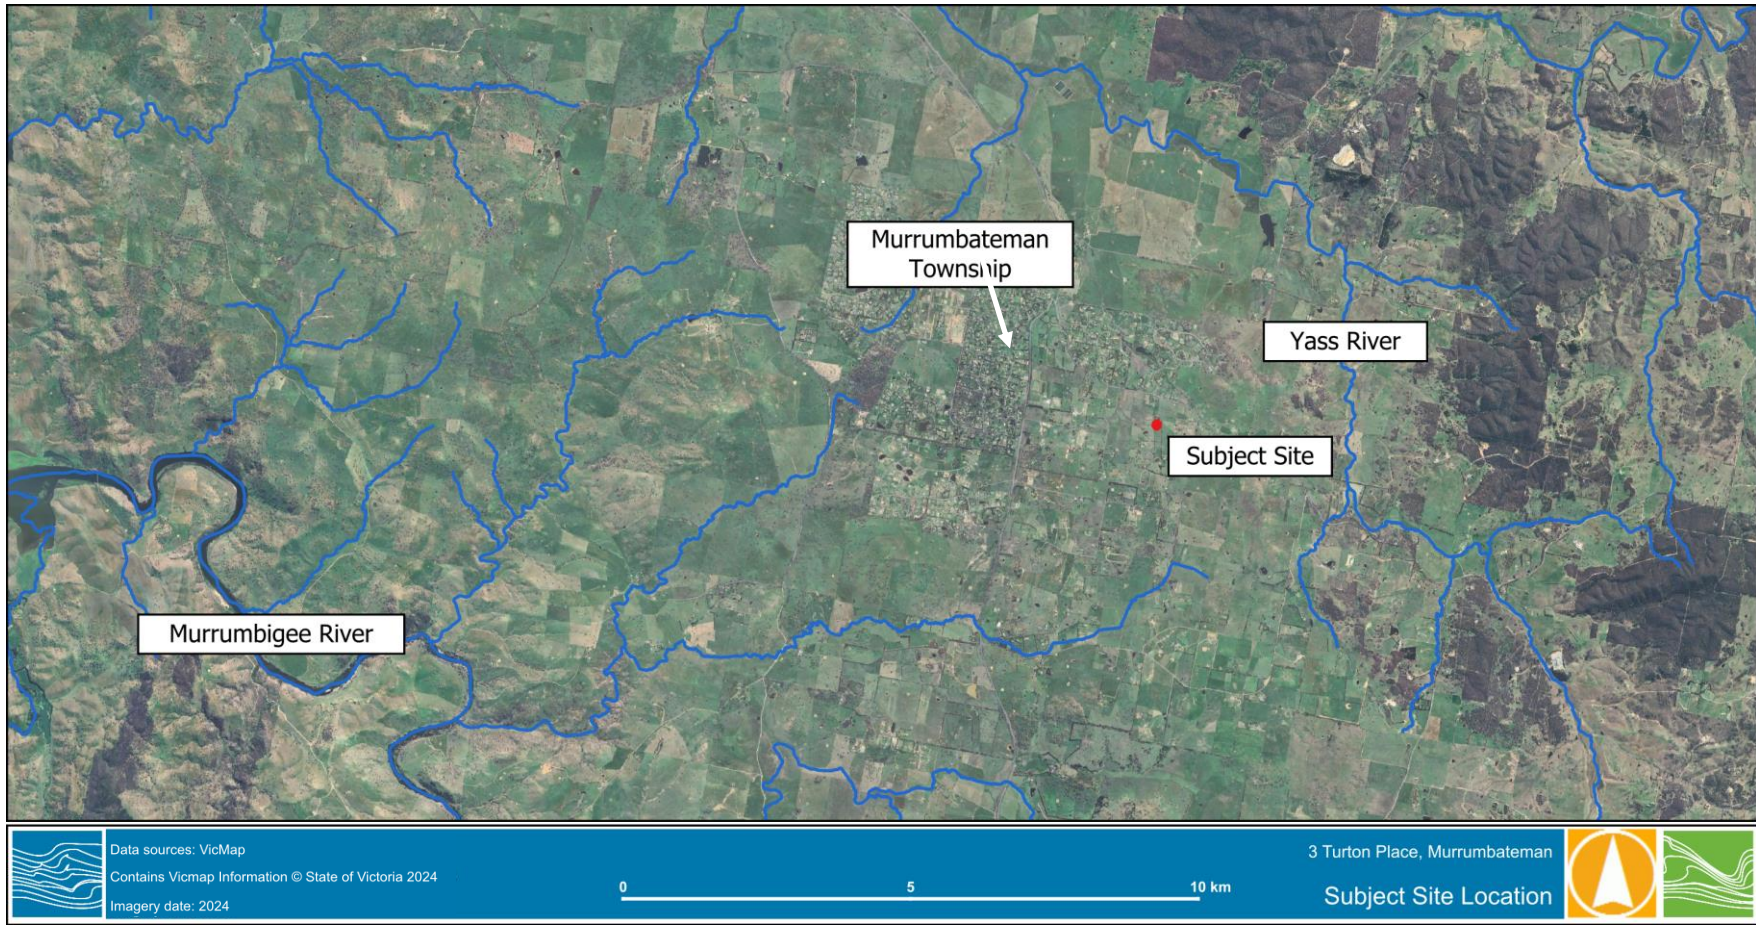 Murrumbateman
Township
Yass River
Subject Site
Murrumbigee River
Data sources: VicMap
Contains Vicmap Information © State of Victoria 2024
Imagery date: 2024
0 5 10 km
3 Turton Place, Murrumbateman
Subject Site Location